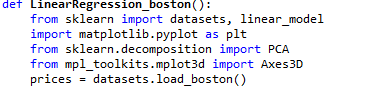 def LinearRegression_boston():
    from sklearn import datasets, linear_model
    import matplotlib.pyplot as plt
    from sklearn.decomposition import PCA
    from mpl_toolkits.mplot3d import Axes3D
    prices = datasets.load_boston()